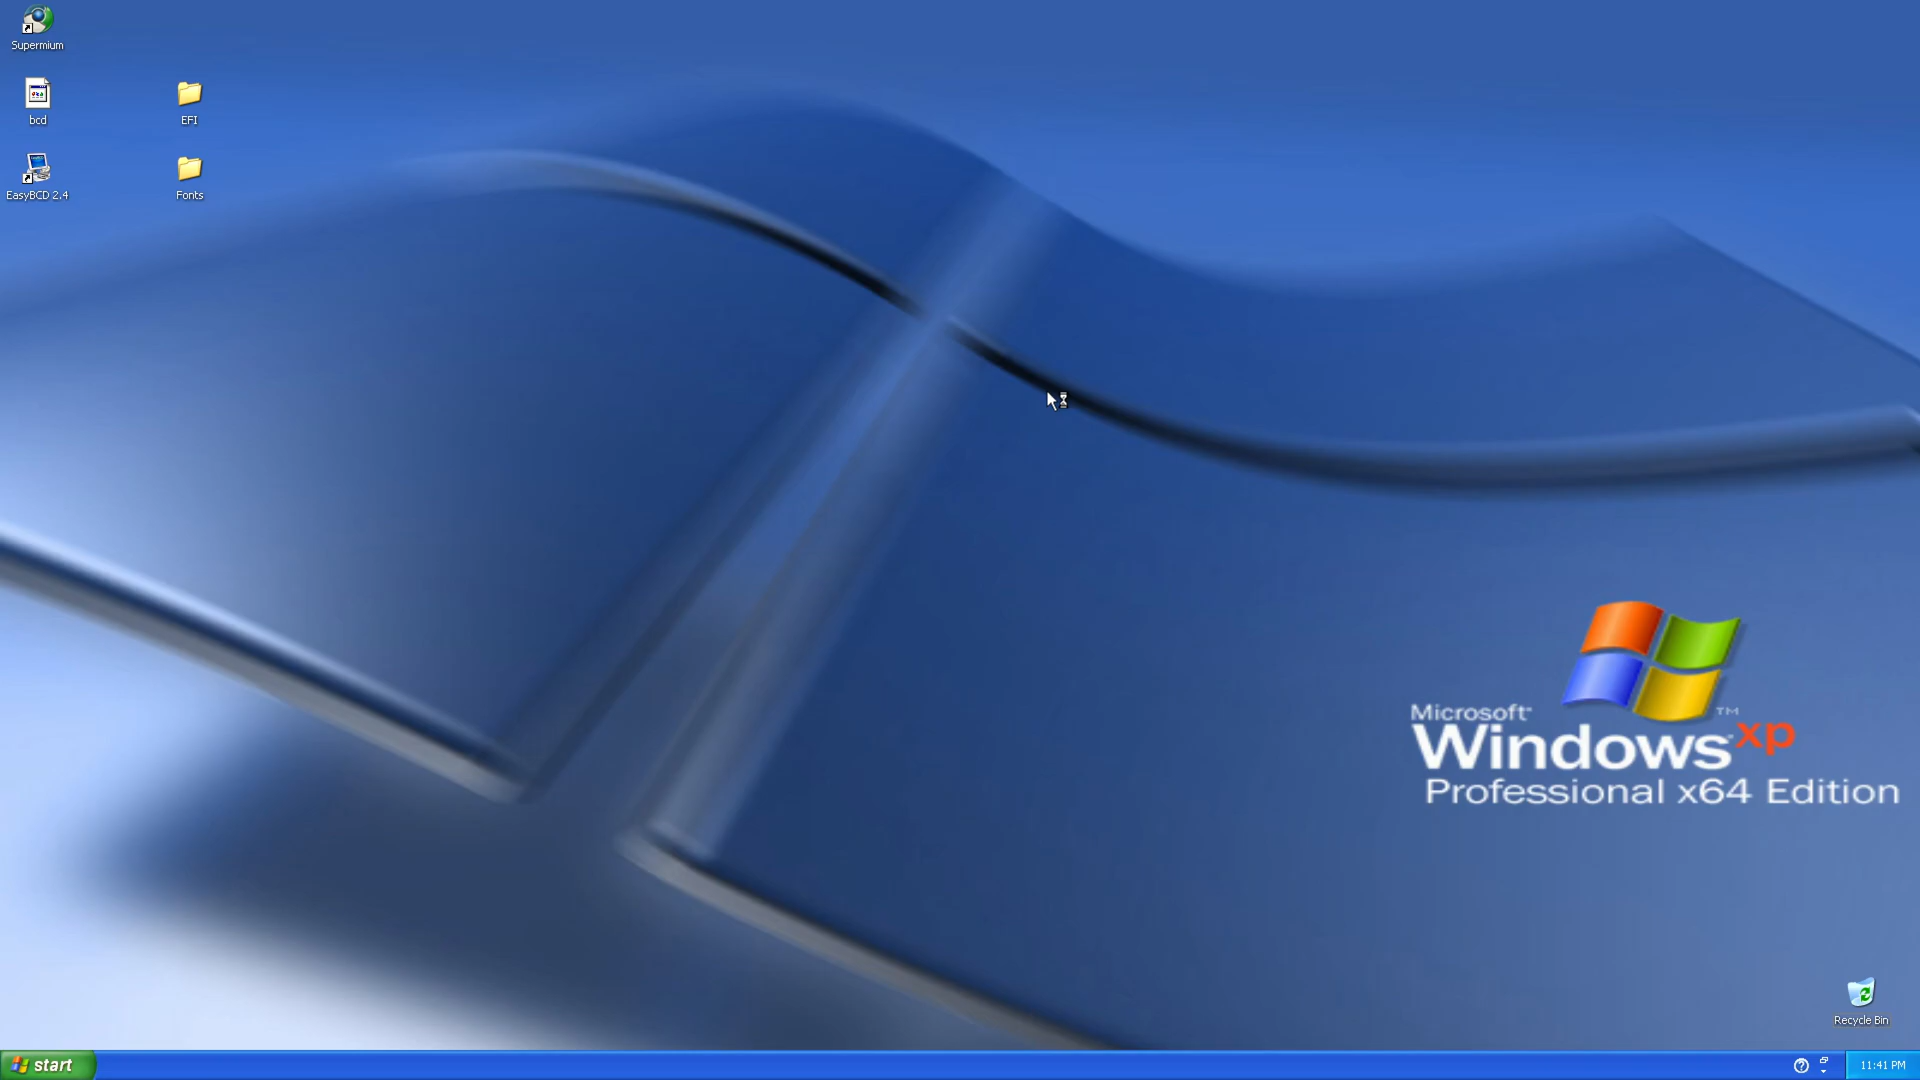 Supermium
bcd
EFI
EasyBCD 2.4
Fonts
Microsoft®
Windows xp ™
Professional x64 Edition
Recycle Bin
start
11:41 PM